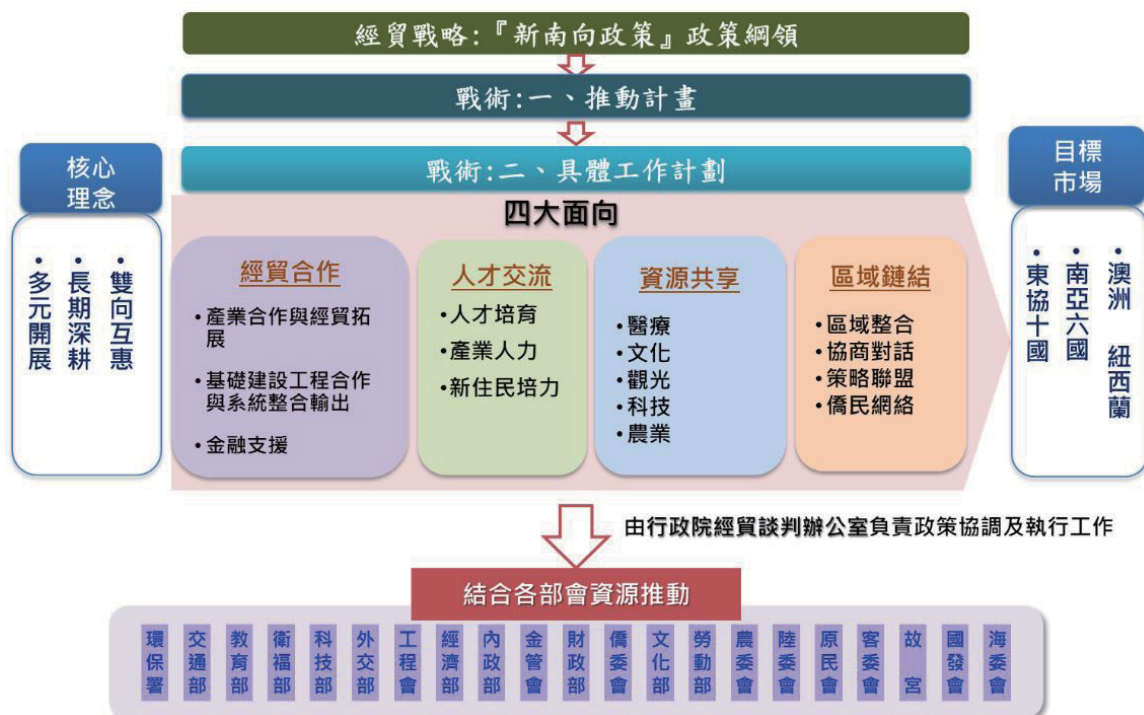 經貿戰略:『新南向政策』政策綱領
戰術:一、推動計畫
戰術:二、具體工作計劃
核心
理念
• 雙向互惠
• 長期深耕
• 多元開展
四大面向
經貿合作
• 產業合作與經貿拓
展
• 基礎建設工程合作
與系統整合輸出
• 金融支援
人才交流
• 人才培育
• 產業人力
• 新住民培力
資源共享
• 醫療
• 文化
• 觀光
• 科技
• 農業
區域鏈結
• 區域整合
• 協商對話
• 策略聯盟
• 僑民網絡
目標
市場
• 澳洲 紐西蘭
• 南亞六國
• 東協十國
由行政院經貿談判辦公室負責政策協調及執行工作
結合各部會資源推動
環保署
交通部
教育部
衛福部
科技部
外交部
工程會
經濟部
內政部
金管會
財政部
僑委會
文化部
勞動部
農委會
陸委會
原民會
客委會
故宮
國發會
海委會